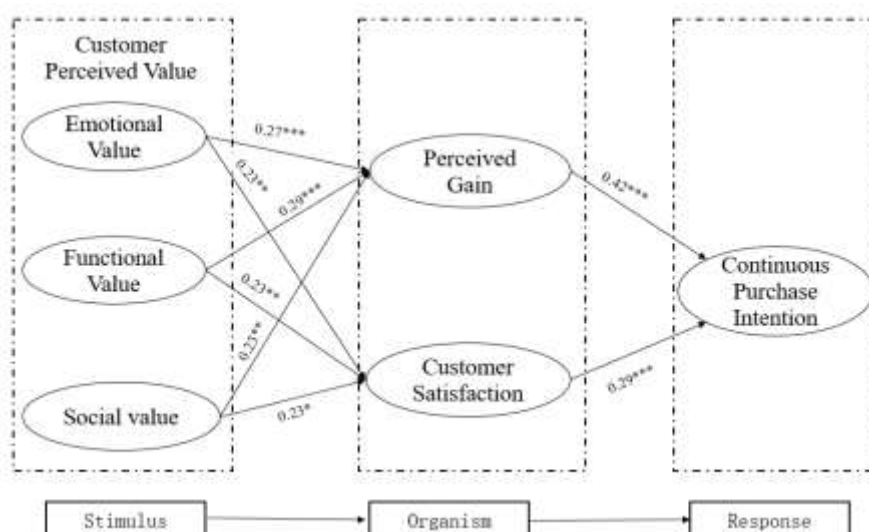 Customer
Perceived Value
Emotional
Value
Functional
Value
Social value
0.27***
0.23**
0.29***
0.23**
0.23**
0.23*
Perceived
Gain
Customer
Satisfaction
0.42***
0.29***
Continuous
Purchase
Intention
Stimulus
Organism
Response